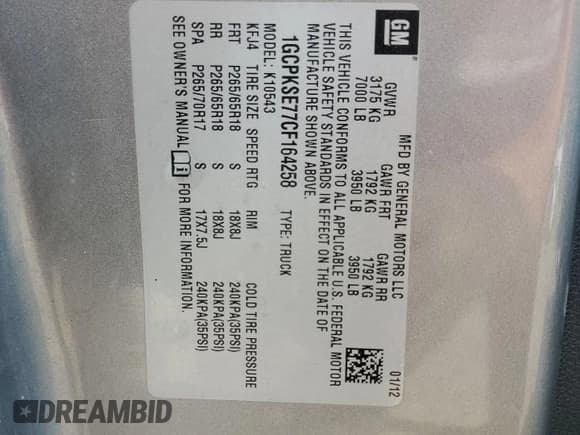 GM
MFD BY GENERAL MOTORS LLC
01/12
GVWR GAWR FRT GAWR RR
3175 KG 1792 KG 1792 KG
7000 LB 3950 LB 3950 LB
THIS VEHICLE CONFORMS TO ALL APPLICABLE U.S. FEDERAL MOTOR
VEHICLE SAFETY STANDARDS IN EFFECT ON THE DATE OF
MANUFACTURE SHOWN ABOVE.
1GCPKSE77CF164258 TYPE: TRUCK
MODEL: K10543
KFJ4 TIRE SIZE SPEED RTG RIM COLD TIRE PRESSURE
FRT P265/65R18 S 18X8J 240KPA(35PSI)
RR P265/65R18 S 18X8J 240KPA(35PSI)
SPA P265/70R17 S 17X7.5J 240KPA(35PSI)
SEE OWNER'S MANUAL i FOR MORE INFORMATION.
DREAMBID